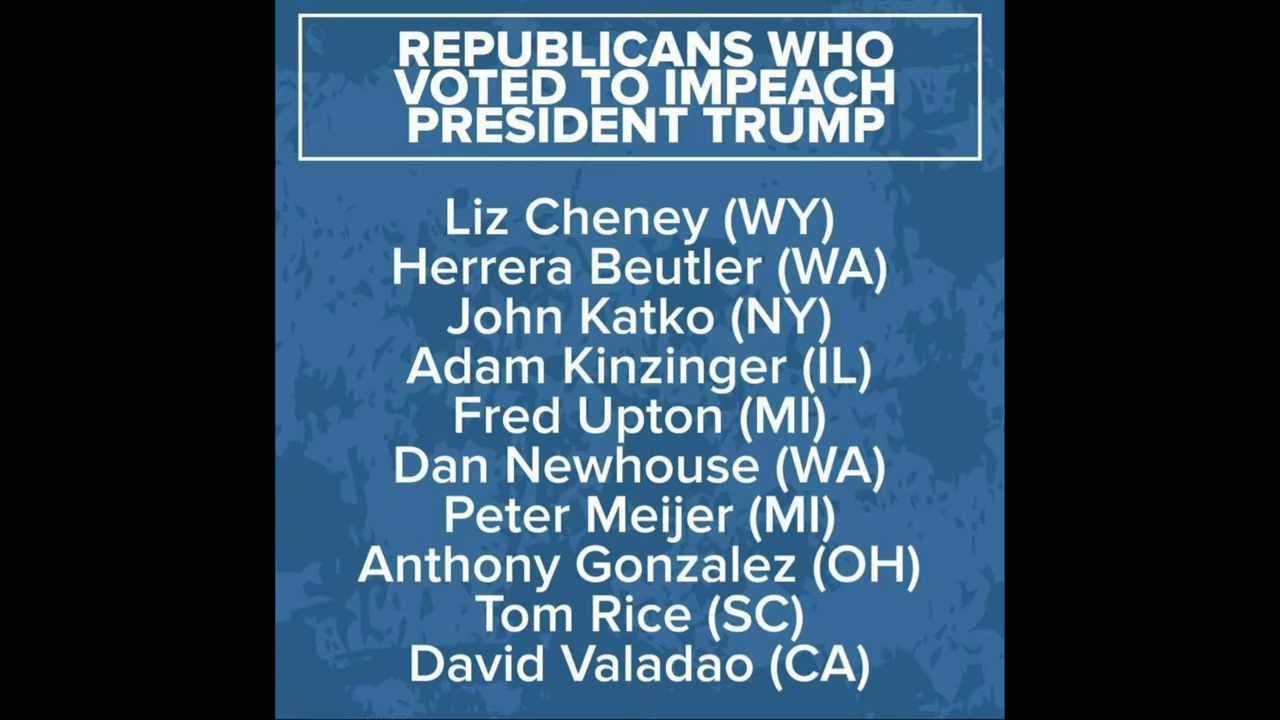 REPUBLICANS WHO
VOTED TO IMPEACH
PRESIDENT TRUMP
Liz Cheney (WY)
Herrera Beutler (WA)
John Katko (NY)
Adam Kinzinger (IL)
Fred Upton (MI)
Dan Newhouse (WA)
Peter Meijer (MI)
Anthony Gonzalez (OH)
Tom Rice (SC)
David Valadao (CA)